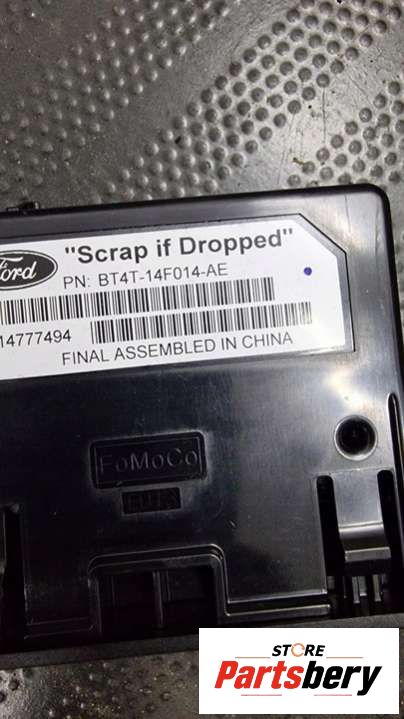 Ford
"Scrap if Dropped"
PN: BT4T-14F014-AE
14777494
FINAL ASSEMBLED IN CHINA
FoMoCo
STORE
Partsbery